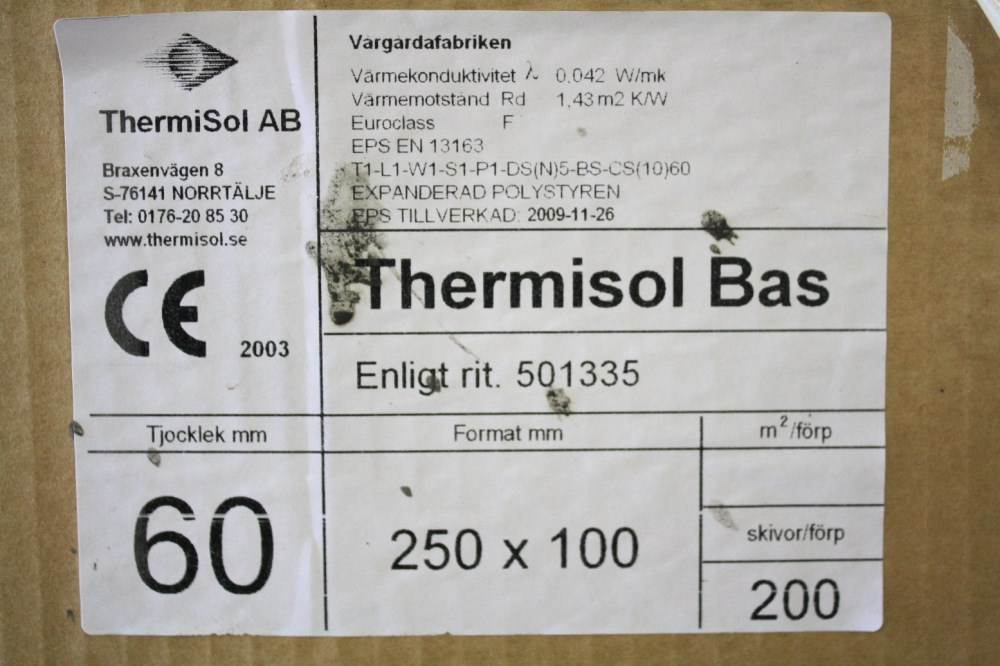 ThermiSol AB
Braxenvägen 8
S-76141 NORRTÄLJE
Tel: 0176-20 85 30
www.thermisol.se
CE
2003
Vårgårdafabriken
Värmekonduktivitet λ 0,042 W/mk
Värmemotstånd Rd 1,43 m2 K/W
Euroclass F
EPS EN 13163
T1-L1-W1-S1-P1-DS(N)5-BS-CS(10)60
EXPANDERAD POLYSTYREN
EPS TILLVERKAD: 2009-11-26
Thermisol Bas
Enligt rit. 501335
Tjocklek mm
60
Format mm
250 x 100
m²/förp
skivor/förp
200